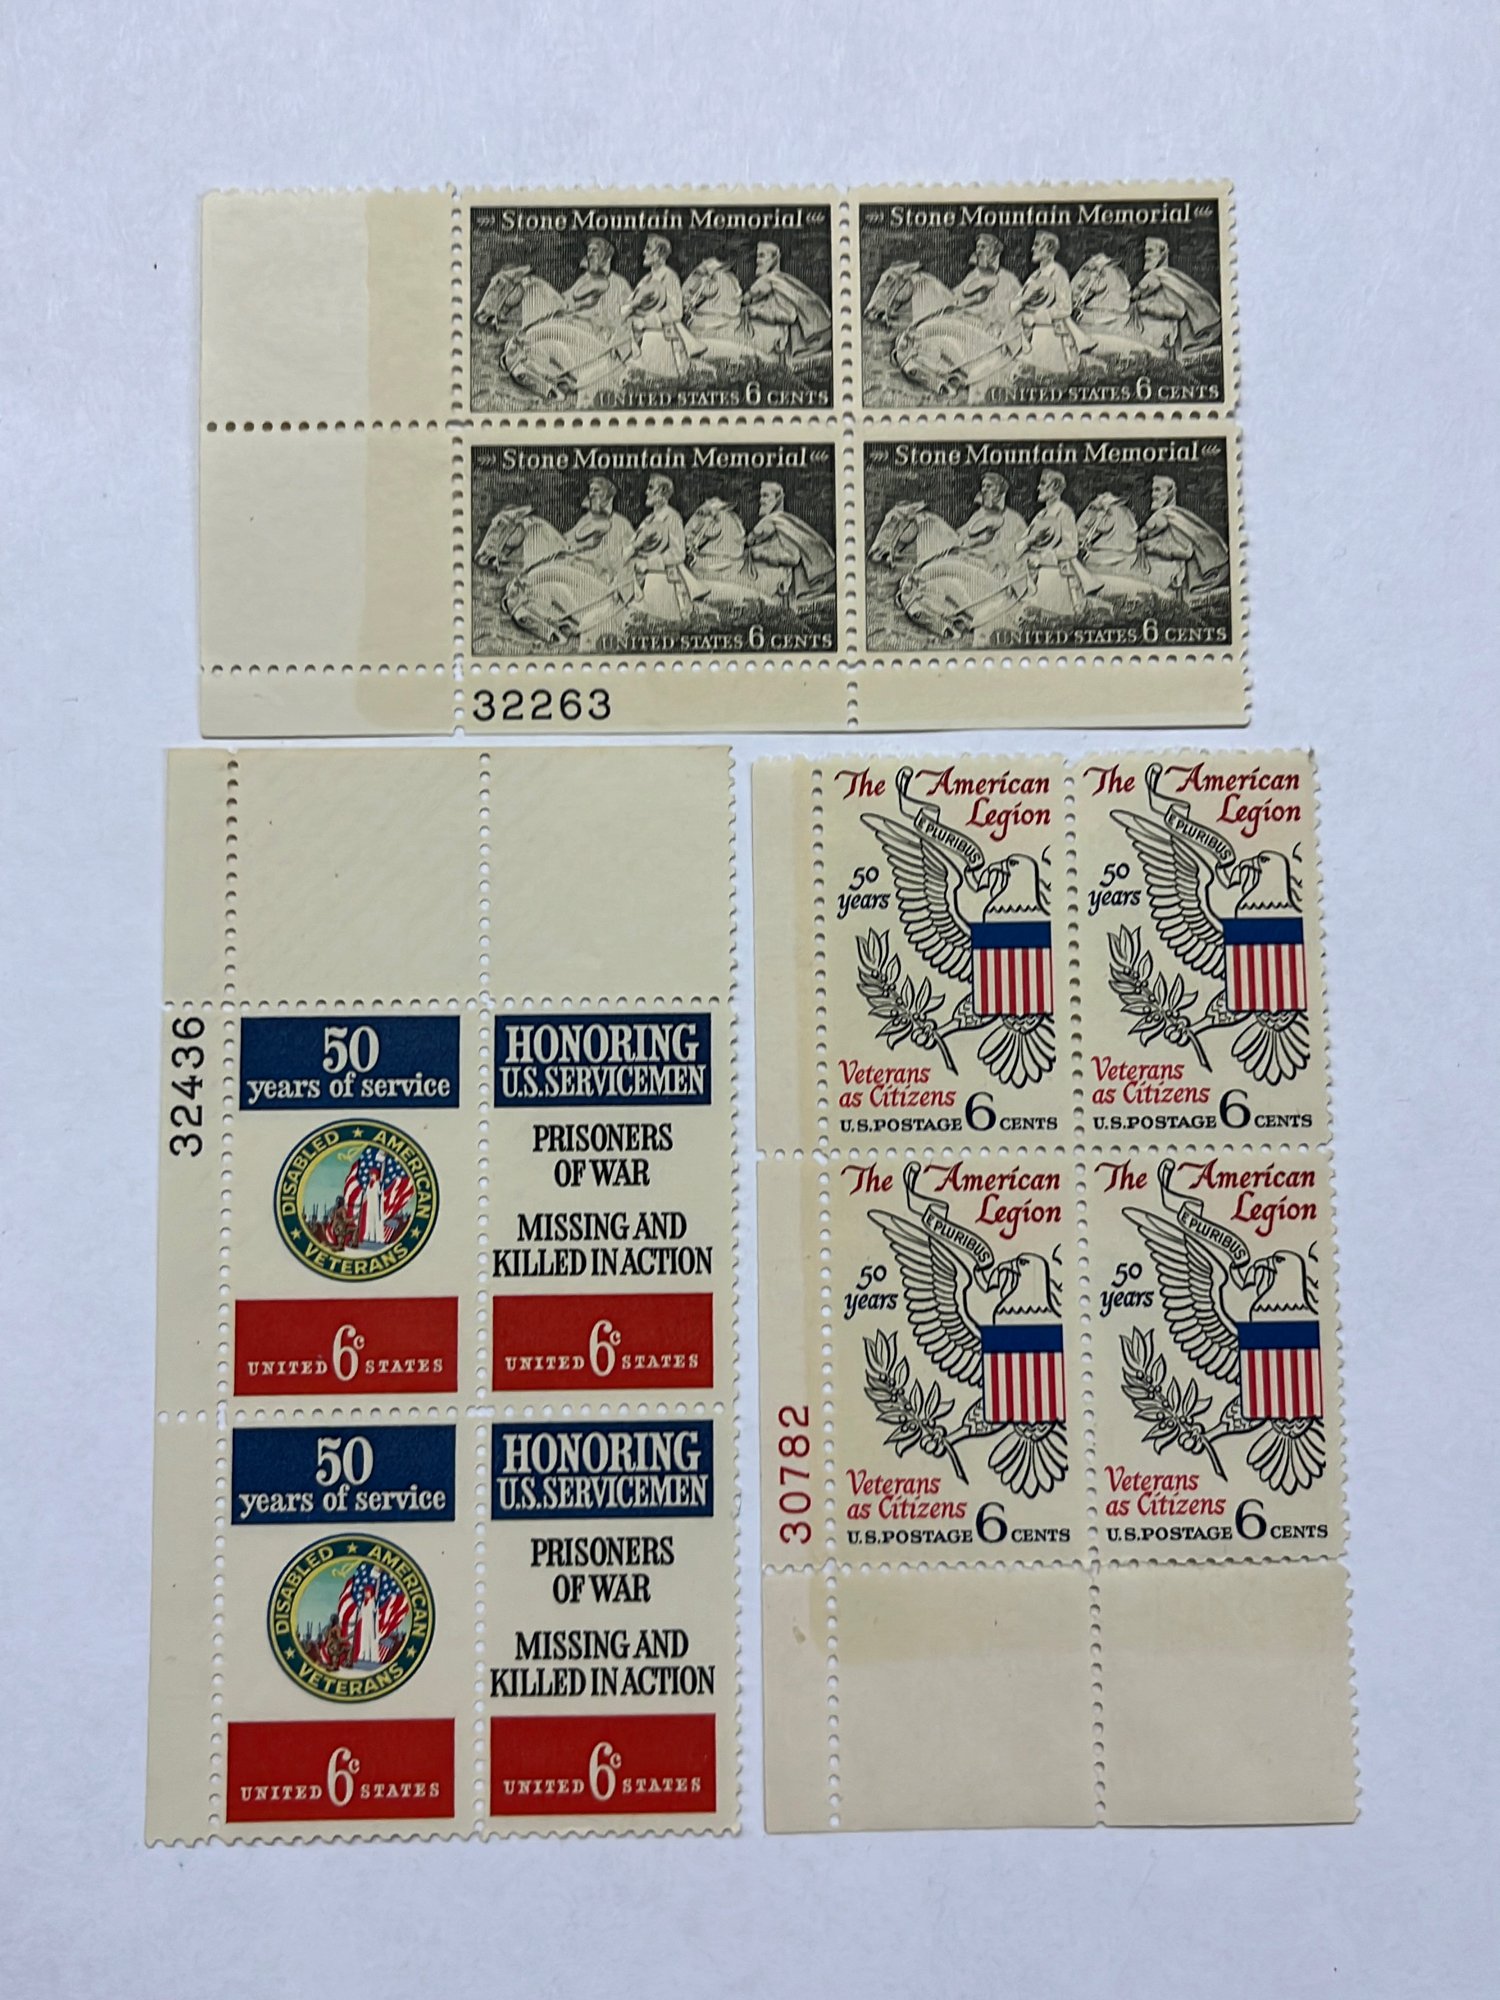 Stone Mountain Memorial
UNITED STATES 6 CENTS
Stone Mountain Memorial
UNITED STATES 6 CENTS
Stone Mountain Memorial
UNITED STATES 6 CENTS
Stone Mountain Memorial
UNITED STATES 6 CENTS
32263
32436
50
years of service
DISABLED ★ AMERICAN ★ VETERANS ★
6c
UNITED STATES
HONORING
U.S. SERVICEMEN
PRISONERS
OF WAR
MISSING AND
KILLED IN ACTION
6c
UNITED STATES
50
years of service
DISABLED ★ AMERICAN ★ VETERANS ★
6c
UNITED STATES
HONORING
U.S. SERVICEMEN
PRISONERS
OF WAR
MISSING AND
KILLED IN ACTION
6c
UNITED STATES
The American
Legion
E PLURIBUS
50
years
Veterans
as Citizens
U.S. POSTAGE 6 CENTS
The American
Legion
E PLURIBUS
50
years
Veterans
as Citizens
U.S. POSTAGE 6 CENTS
The American
Legion
E PLURIBUS
50
years
Veterans
as Citizens
U.S. POSTAGE 6 CENTS
The American
Legion
E PLURIBUS
50
years
Veterans
as Citizens
U.S. POSTAGE 6 CENTS
30782